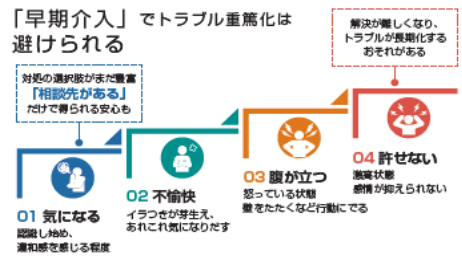 「早期介入」でトラブル重篤化は
避けられる
解決が難しくなり、
トラブルが長期化する
おそれがある
対処の選択肢がまだ豊富
「相談先がある」
だけで得られる安心も
01 気になる
認識し始め、
違和感を感じる程度
02 不愉快
イラつきが芽生え、
あれこれ気になりだす
03 腹が立つ
怒っている状態
壁をたたくなど行動にでる
04 許せない
激高状態
感情が抑えられない